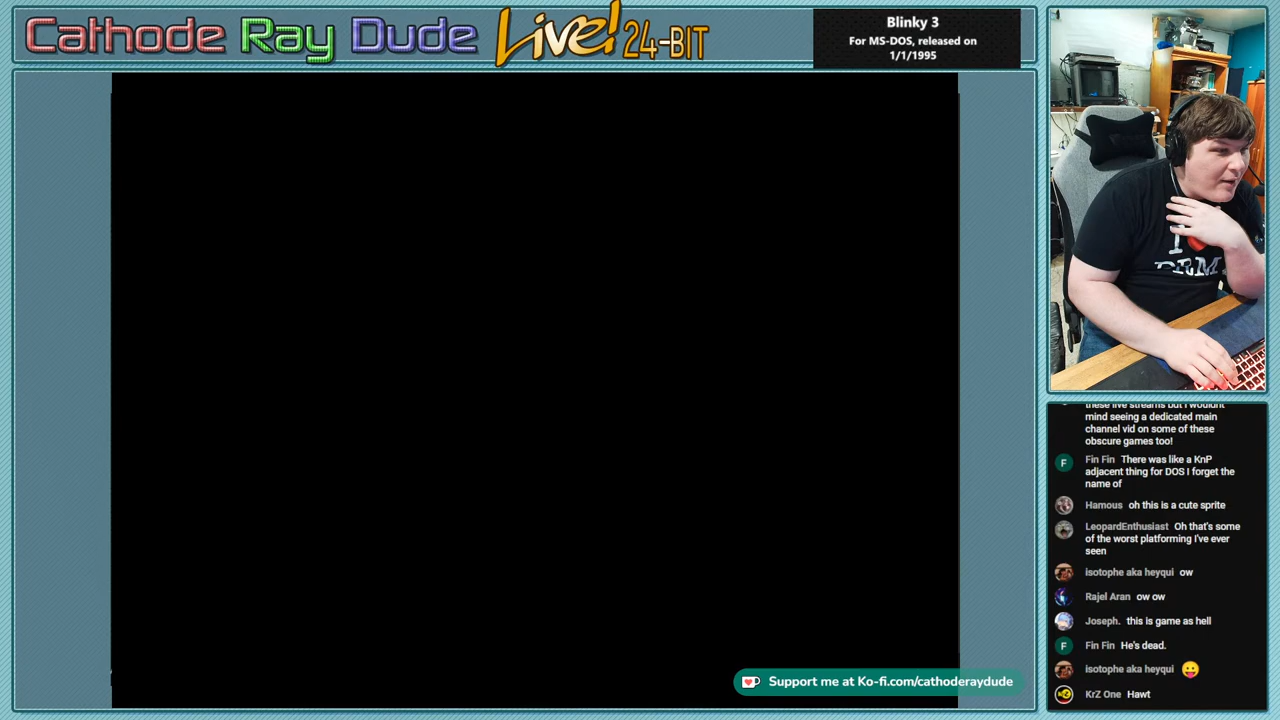 Cathode Ray Dude Live! 24-BIT
Blinky 3
For MS-DOS, released on
1/1/1995
these live streams but I wouldnt
mind seeing a dedicated main
channel vid on some of these
obscure games too!
F Fin Fin There was like a KnP
adjacent thing for DOS I forget the
name of
Hamous oh this is a cute sprite
LeopardEnthusiast Oh that's some
of the worst platforming I've ever
seen
isotophe aka heyqui ow
Rajel Aran ow ow
Joseph. this is game as hell
F Fin Fin He's dead.
isotophe aka heyqui 😛
KrZ One Hawt
Support me at Ko-fi.com/cathoderaydude